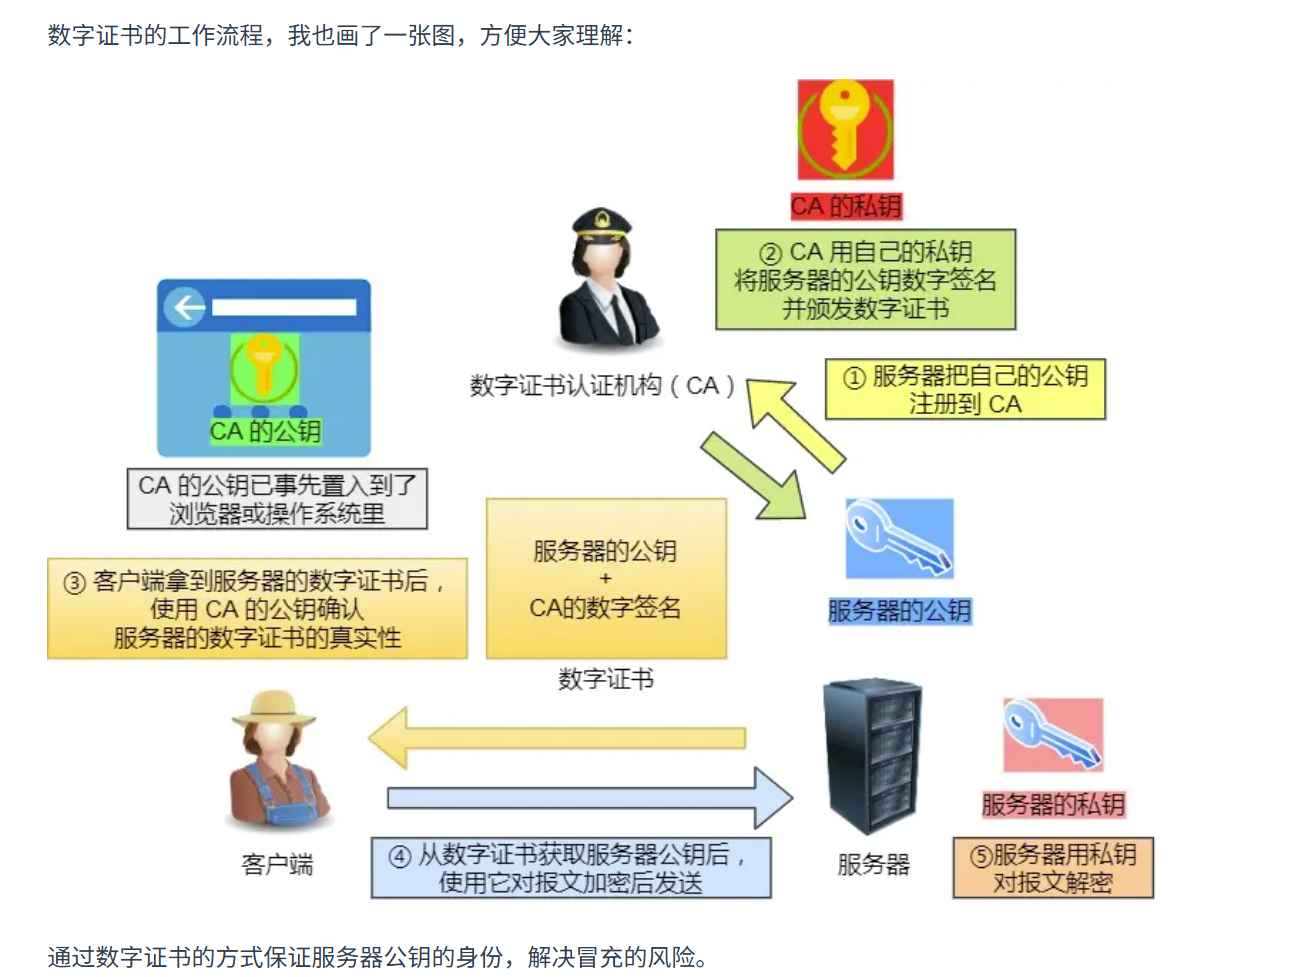 数字证书的工作流程，我也画了一张图，方便大家理解：
CA 的私钥
② CA 用自己的私钥
将服务器的公钥数字签名
并颁发数字证书
数字证书认证机构（CA）
① 服务器把自己的公钥
注册到 CA
CA 的公钥
CA 的公钥已事先置入到了
浏览器或操作系统里
服务器的公钥
+
CA的数字签名
数字证书
服务器的公钥
③ 客户端拿到服务器的数字证书后，
使用 CA 的公钥确认
服务器的数字证书的真实性
服务器的私钥
客户端
④ 从数字证书获取服务器公钥后，
使用它对报文加密后发送
服务器
⑤服务器用私钥
对报文解密
通过数字证书的方式保证服务器公钥的身份，解决冒充的风险。